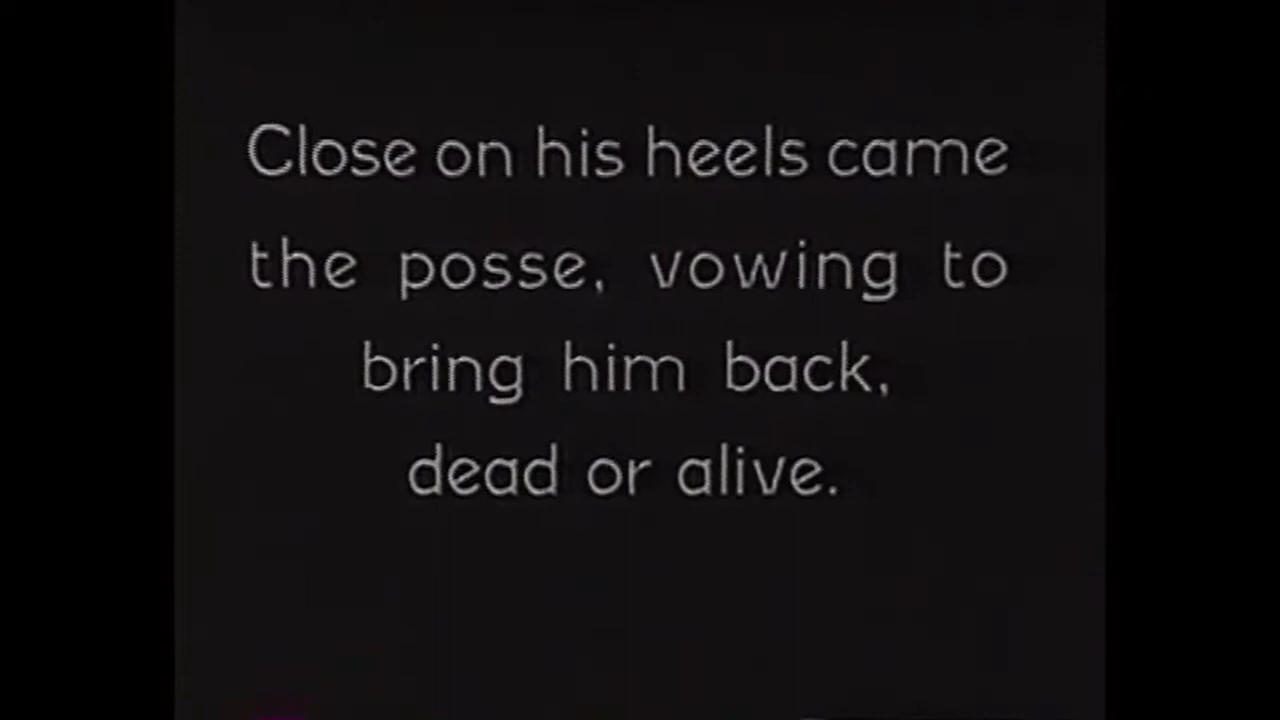 Close on his heels came
the posse, vowing to
bring him back,
dead or alive.